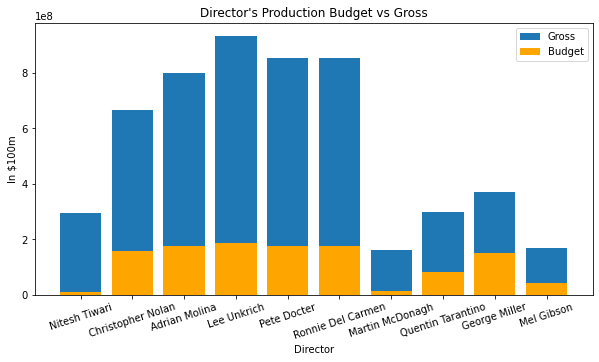 Director's Production Budget vs Gross
1e8
Gross
Budget
8
6
4
2
0
In $100m
Nitesh Tiwari
Christopher Nolan
Adrian Molina
Lee Unkrich
Pete Docter
Ronnie Del Carmen
Martin McDonagh
Quentin Tarantino
George Miller
Mel Gibson
Director